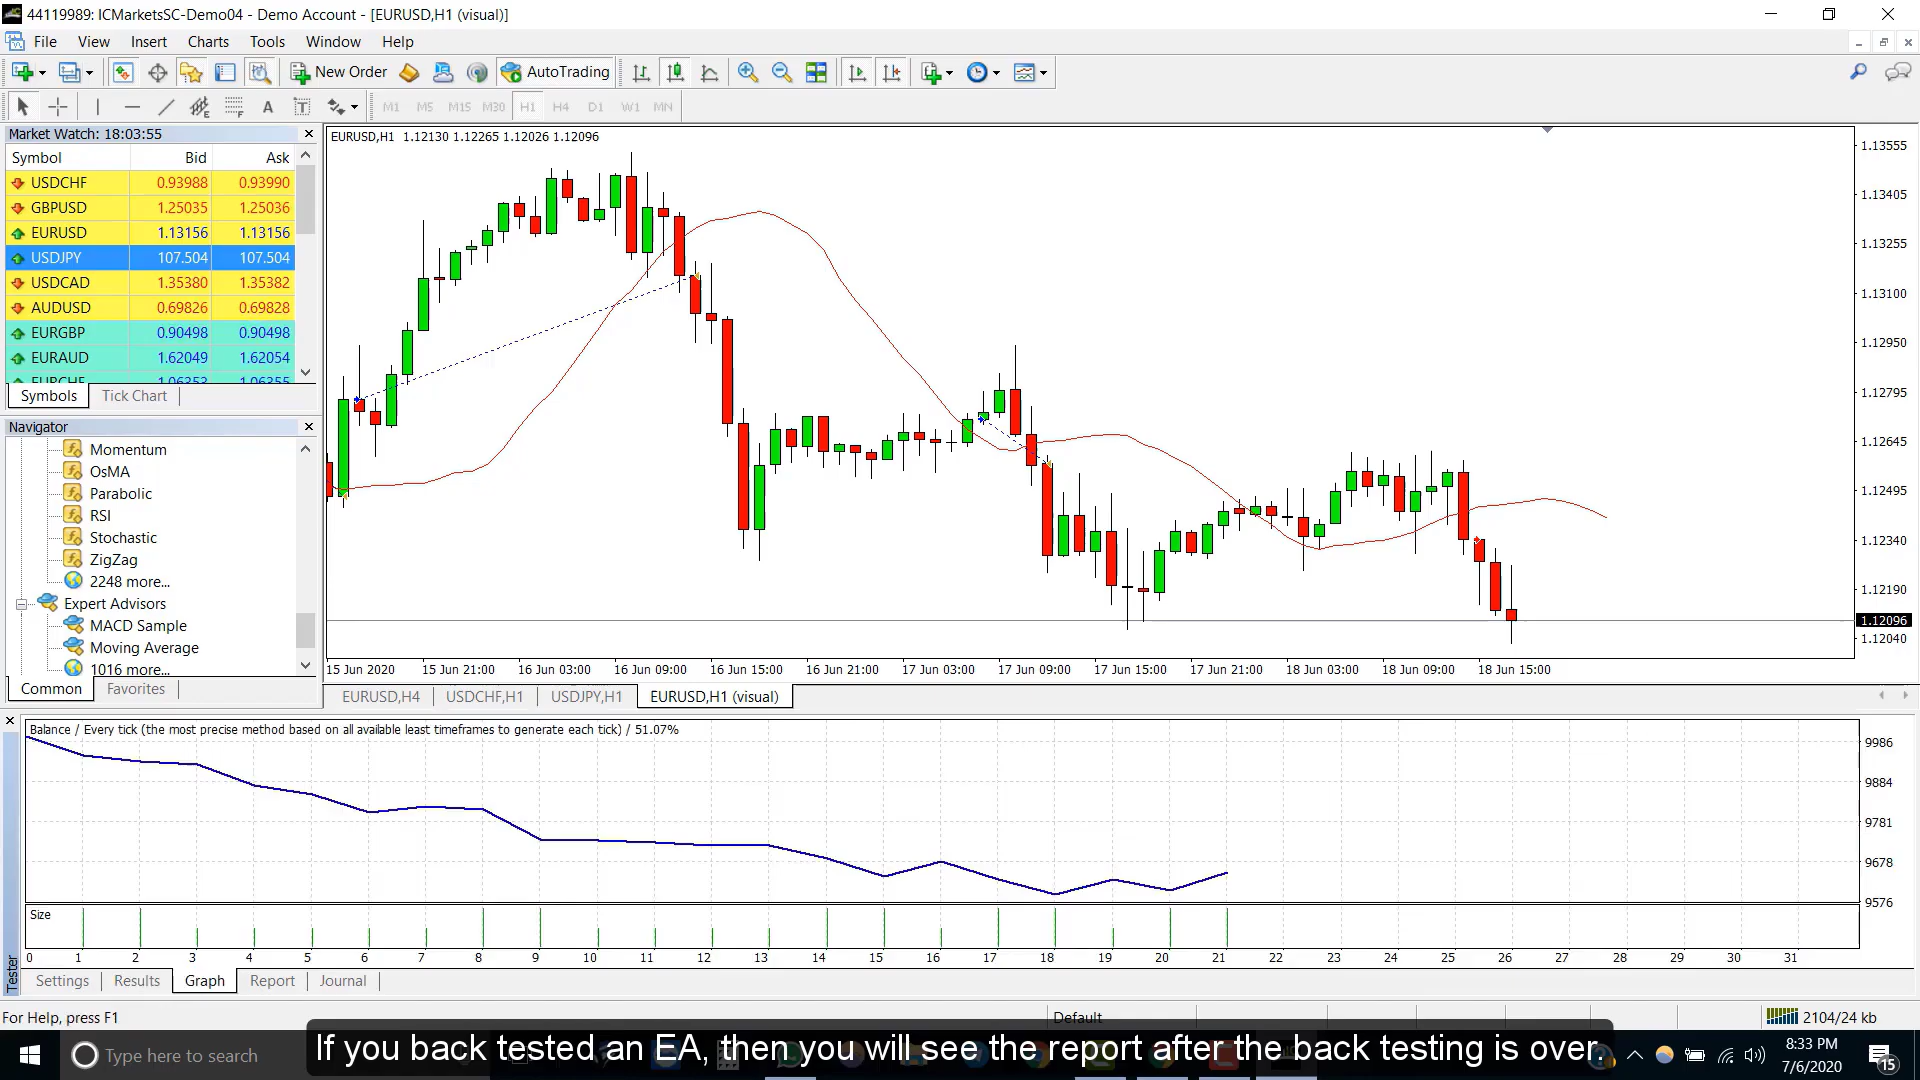 44119989: ICMarketsSC-Demo04 - Demo Account - [EURUSD,H1 (visual)]
File View Insert Charts Tools Window Help
New Order AutoTrading
A T M1 M5 M15 M30 H1 H4 D1 W1 MN
Market Watch: 18:03:55
Symbol Bid Ask
USDCHF 0.93988 0.93990
GBPUSD 1.25035 1.25036
EURUSD 1.13156 1.13156
USDJPY 107.504 107.504
USDCAD 1.35380 1.35382
AUDUSD 0.69826 0.69828
EURGBP 0.90498 0.90498
EURAUD 1.62049 1.62054
EURCHF 1.06353 1.06355
Symbols Tick Chart
Navigator
Momentum
OsMA
Parabolic
RSI
Stochastic
ZigZag
2248 more...
Expert Advisors
MACD Sample
Moving Average
1016 more...
Common Favorites
EURUSD,H1 1.12130 1.12265 1.12026 1.12096
1.13555
1.13405
1.13255
1.13100
1.12950
1.12795
1.12645
1.12495
1.12340
1.12190
1.12096
1.12040
15 Jun 2020 15 Jun 21:00 16 Jun 03:00 16 Jun 09:00 16 Jun 15:00 16 Jun 21:00 17 Jun 03:00 17 Jun 09:00 17 Jun 15:00 17 Jun 21:00 18 Jun 03:00 18 Jun 09:00 18 Jun 15:00
EURUSD,H4 USDCHF,H1 USDJPY,H1 EURUSD,H1 (visual)
Balance / Every tick (the most precise method based on all available least timeframes to generate each tick) / 51.07%
9986
9884
9781
9678
9576
Size
0 1 2 3 4 5 6 7 8 9 10 11 12 13 14 15 16 17 18 19 20 21 22 23 24 25 26 27 28 29 30 31
Tester
Settings Results Graph Report Journal
For Help, press F1
Default
2104/24 kb
Type here to search
If you back tested an EA, then you will see the report after the back testing is over.
8:33 PM
7/6/2020
15